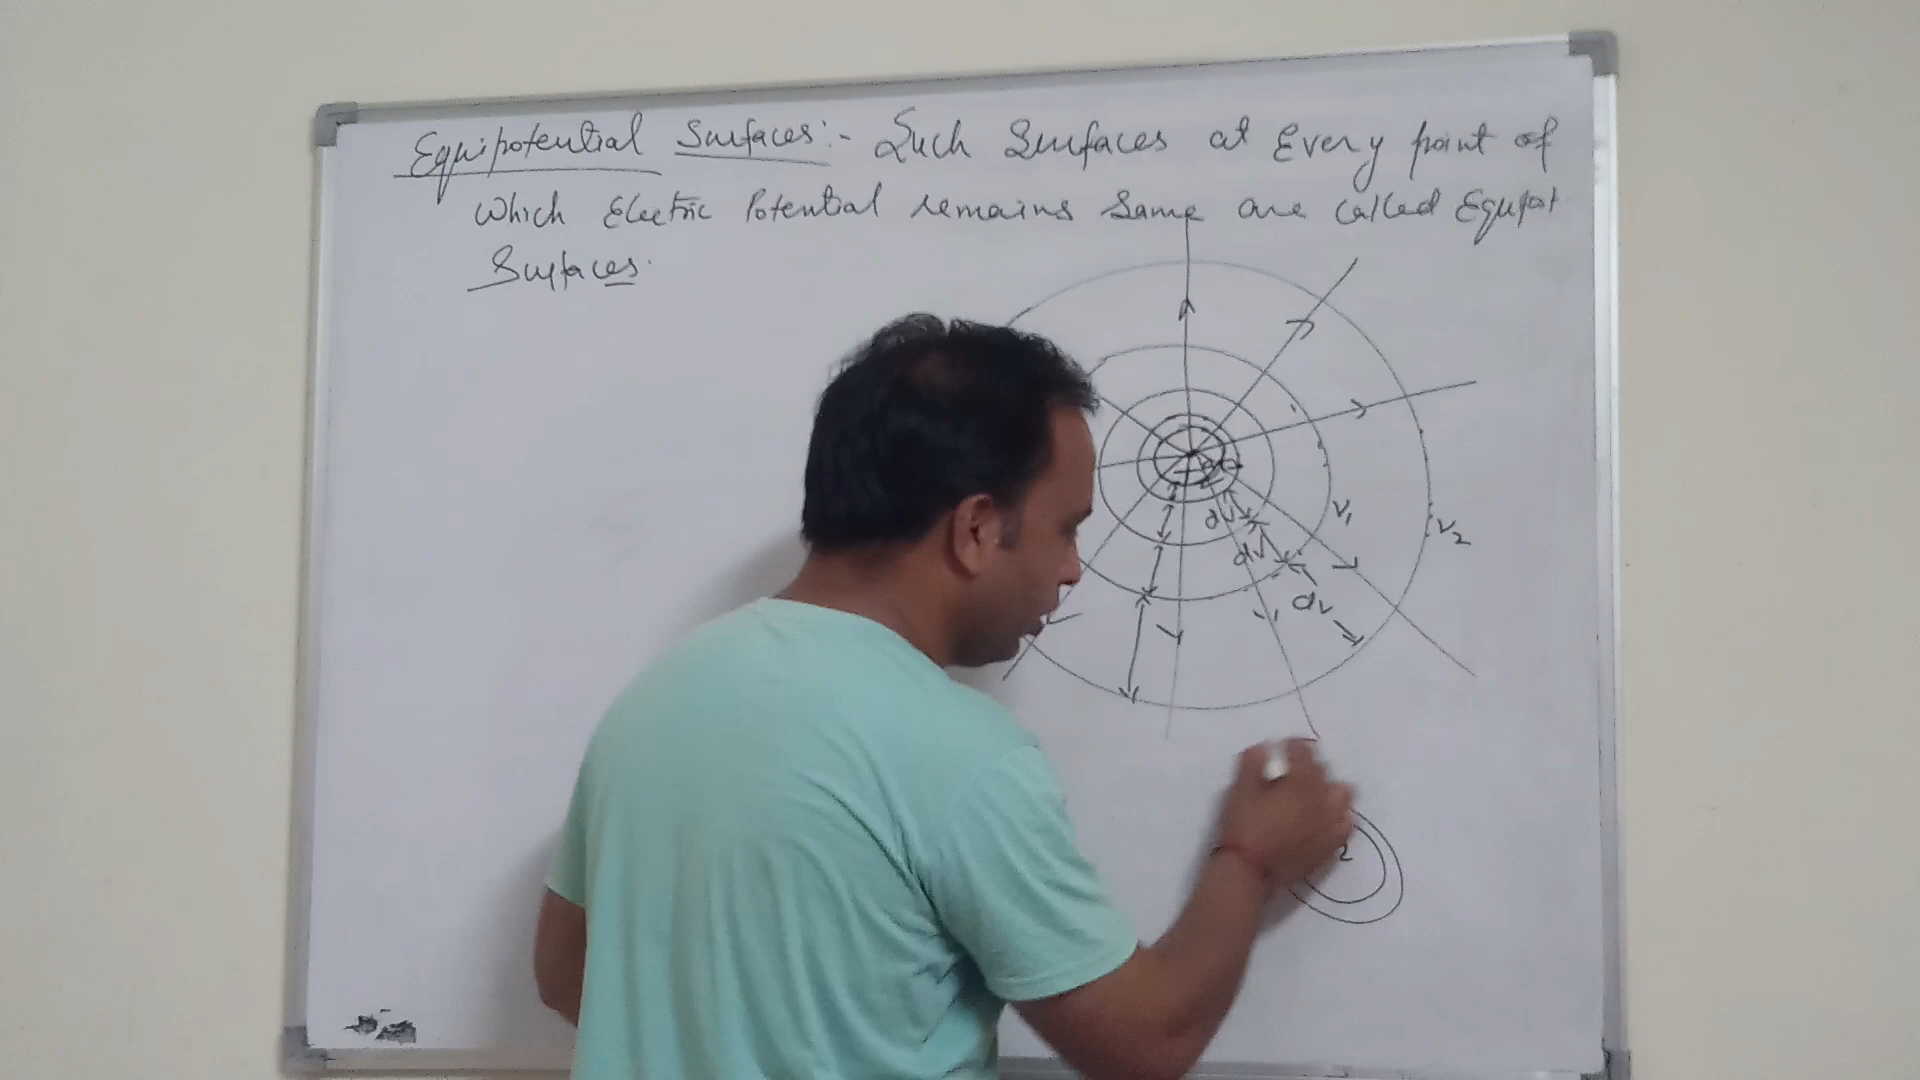 Equipotential Surfaces:- Such Surfaces at Every point of
Which Electric Potential remains Same are called Equipot
Surfaces.
V1
V2
dv
dv
dv
2